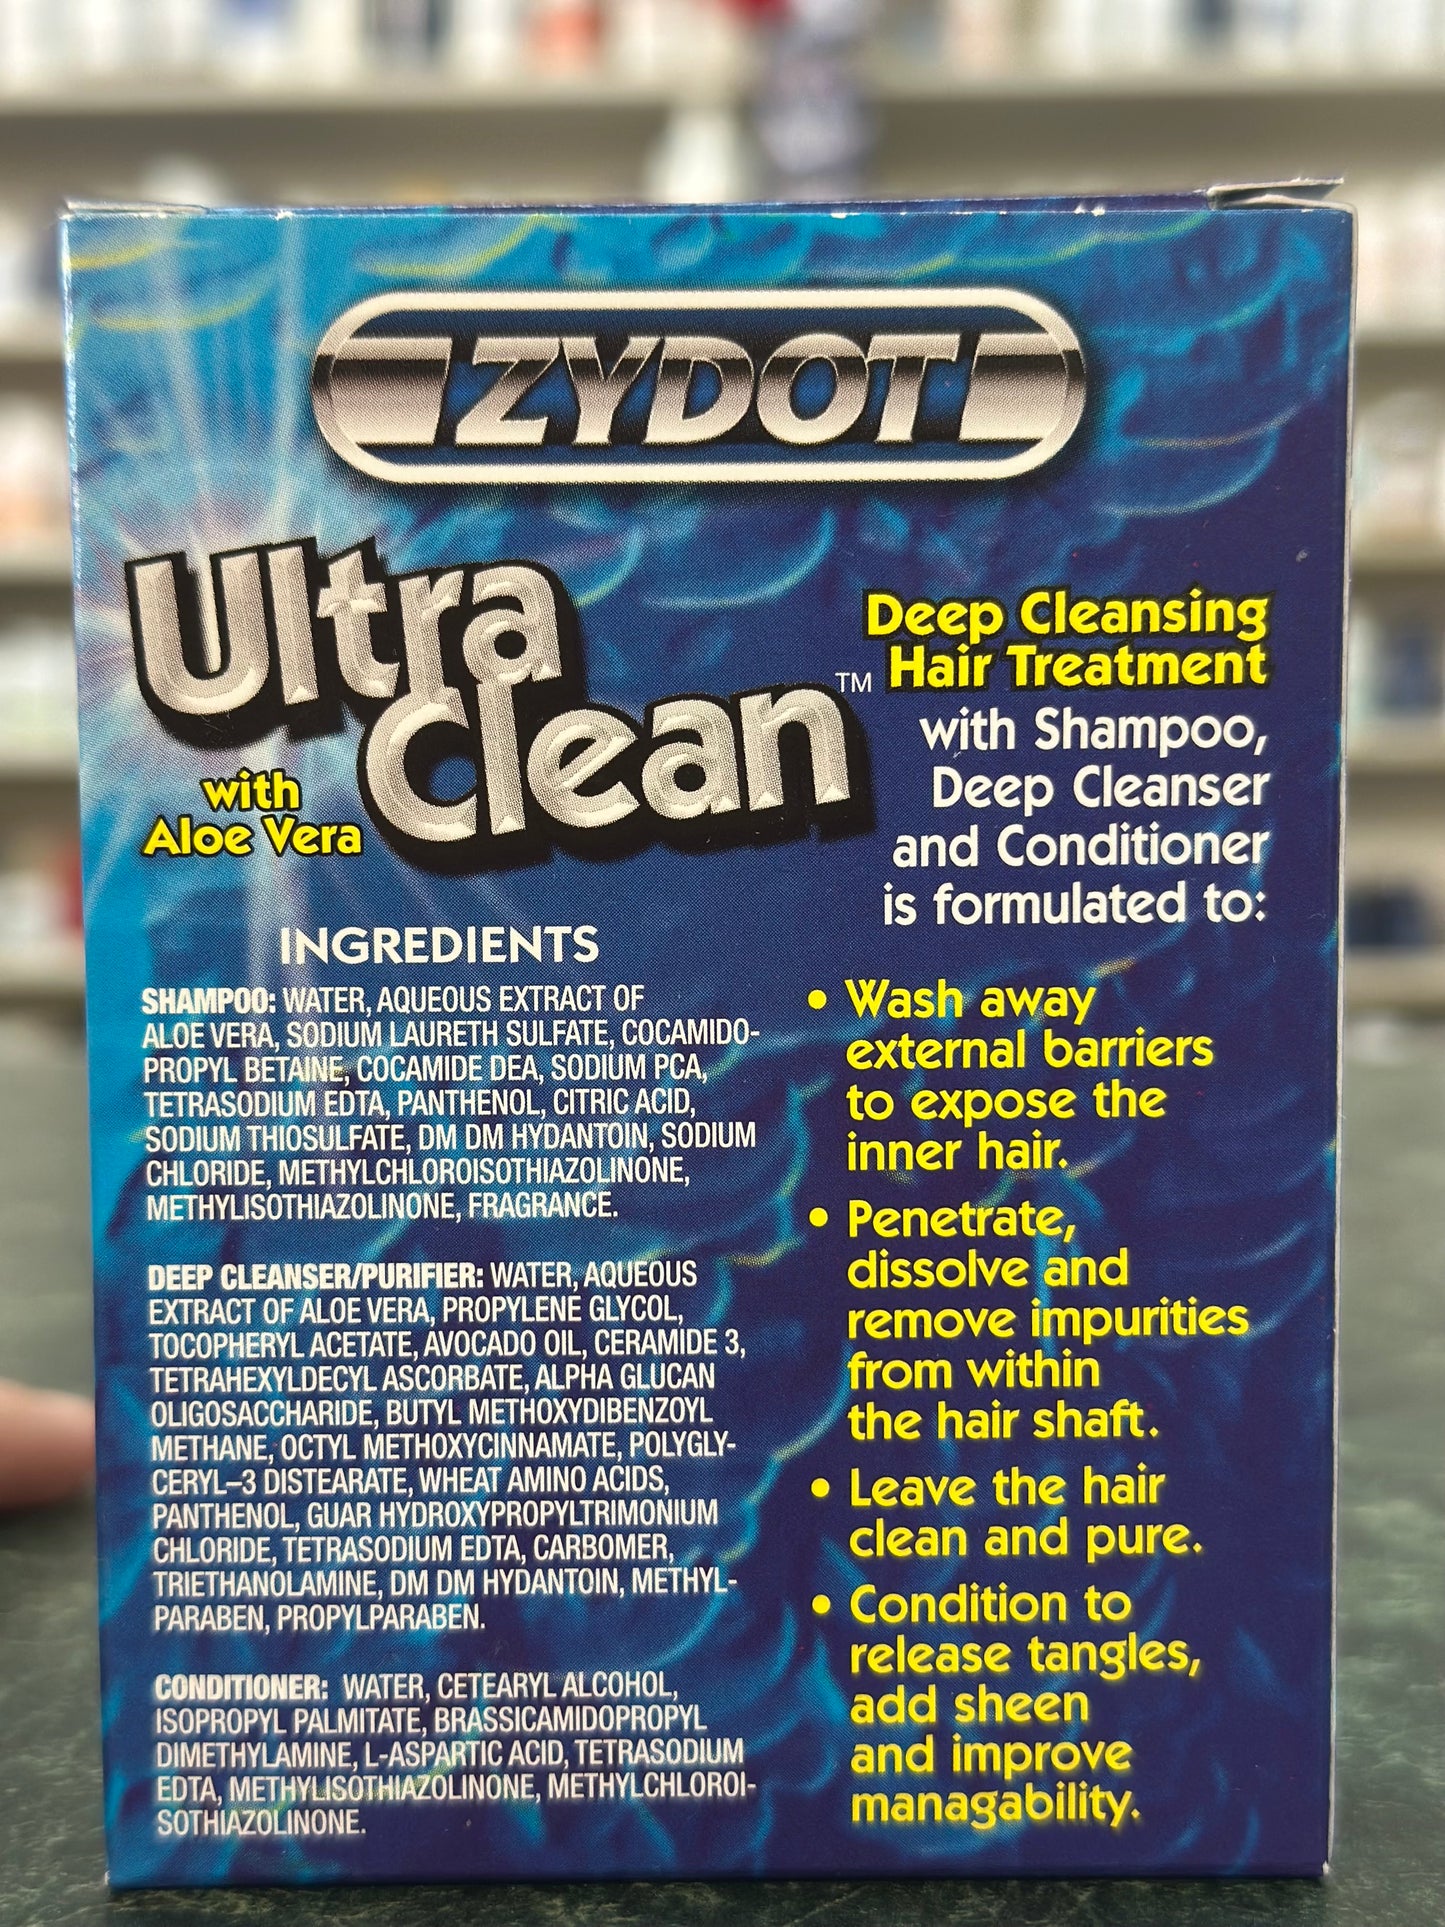 ZYDOT
Ultra
Clean™
with
Aloe Vera
Deep Cleansing
Hair Treatment
with Shampoo,
Deep Cleanser
and Conditioner
is formulated to:
INGREDIENTS
SHAMPOO: WATER, AQUEOUS EXTRACT OF
ALOE VERA, SODIUM LAURETH SULFATE, COCAMIDO-
PROPYL BETAINE, COCAMIDE DEA, SODIUM PCA,
TETRASODIUM EDTA, PANTHENOL, CITRIC ACID,
SODIUM THIOSULFATE, DM DM HYDANTOIN, SODIUM
CHLORIDE, METHYLCHLOROISOTHIAZOLINONE,
METHYLISOTHIAZOLINONE, FRAGRANCE.
DEEP CLEANSER/PURIFIER: WATER, AQUEOUS
EXTRACT OF ALOE VERA, PROPYLENE GLYCOL,
TOCOPHERYL ACETATE, AVOCADO OIL, CERAMIDE 3,
TETRAHEXYLDECYL ASCORBATE, ALPHA GLUCAN
OLIGOSACCHARIDE, BUTYL METHOXYDIBENZOYL
METHANE, OCTYL METHOXYCINNAMATE, POLYGLY-
CERYL–3 DISTEARATE, WHEAT AMINO ACIDS,
PANTHENOL, GUAR HYDROXYPROPYLTRIMONIUM
CHLORIDE, TETRASODIUM EDTA, CARBOMER,
TRIETHANOLAMINE, DM DM HYDANTOIN, METHYL-
PARABEN, PROPYLPARABEN.
CONDITIONER: WATER, CETEARYL ALCOHOL,
ISOPROPYL PALMITATE, BRASSICAMIDOPROPYL
DIMETHYLAMINE, L-ASPARTIC ACID, TETRASODIUM
EDTA, METHYLISOTHIAZOLINONE, METHYLCHLOROI-
SOTHIAZOLINONE.
• Wash away
external barriers
to expose the
inner hair.
• Penetrate,
dissolve and
remove impurities
from within
the hair shaft.
• Leave the hair
clean and pure.
• Condition to
release tangles,
add sheen
and improve
managability.